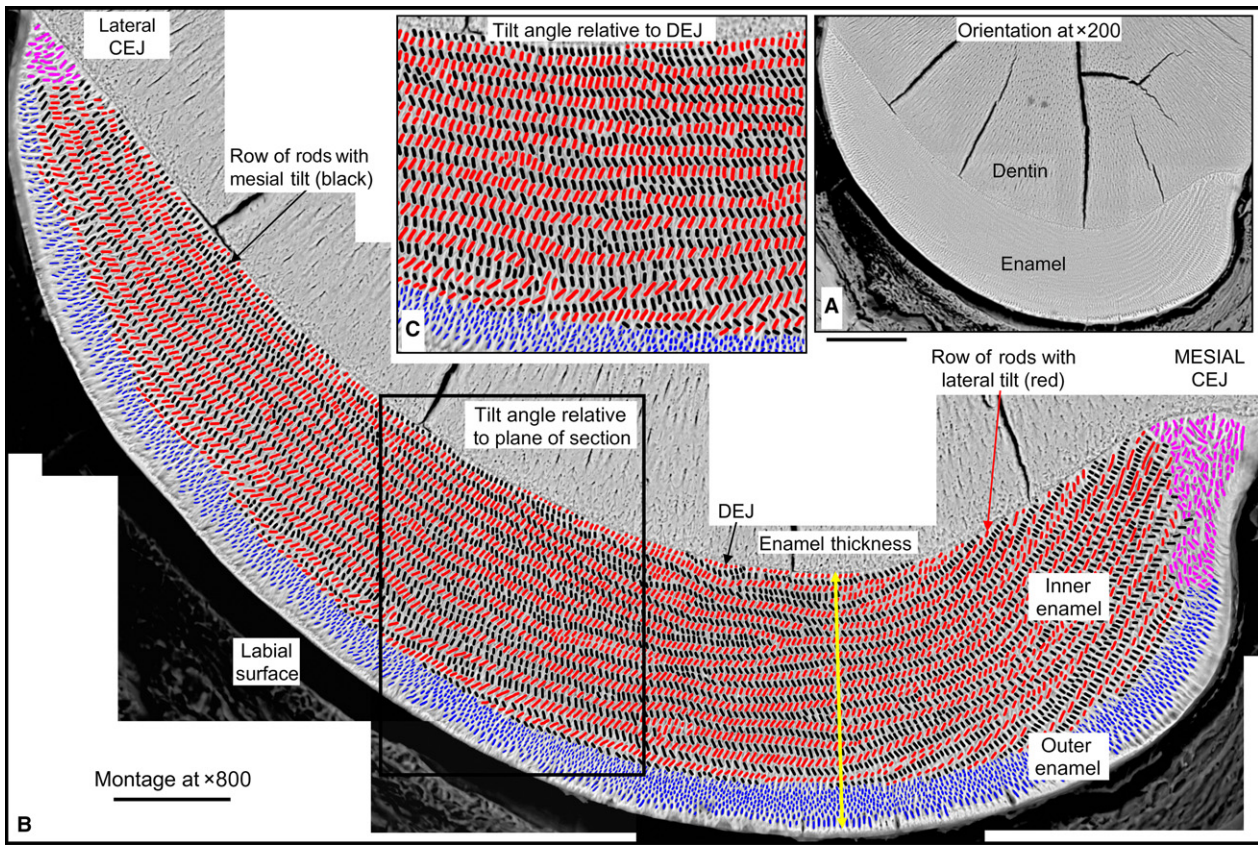 Lateral
CEJ
Row of rods with
mesial tilt (black)
Tilt angle relative to DEJ
C
Orientation at ×200
Dentin
Enamel
A
Row of rods with
lateral tilt (red)
MESIAL
CEJ
Tilt angle relative
to plane of section
DEJ
Enamel thickness
Inner
enamel
Labial
surface
Outer
enamel
Montage at ×800
B